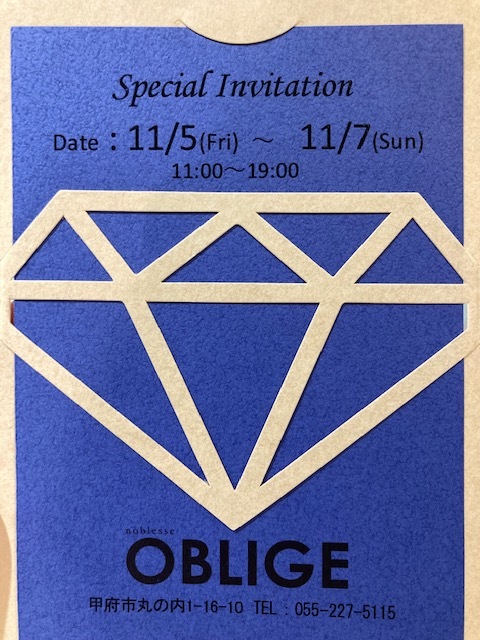 Special Invitation
Date : 11/5(Fri) ～ 11/7(Sun)
11:00～19:00
noblesse
OBLIGE
甲府市丸の内1-16-10 TEL : 055-227-5115